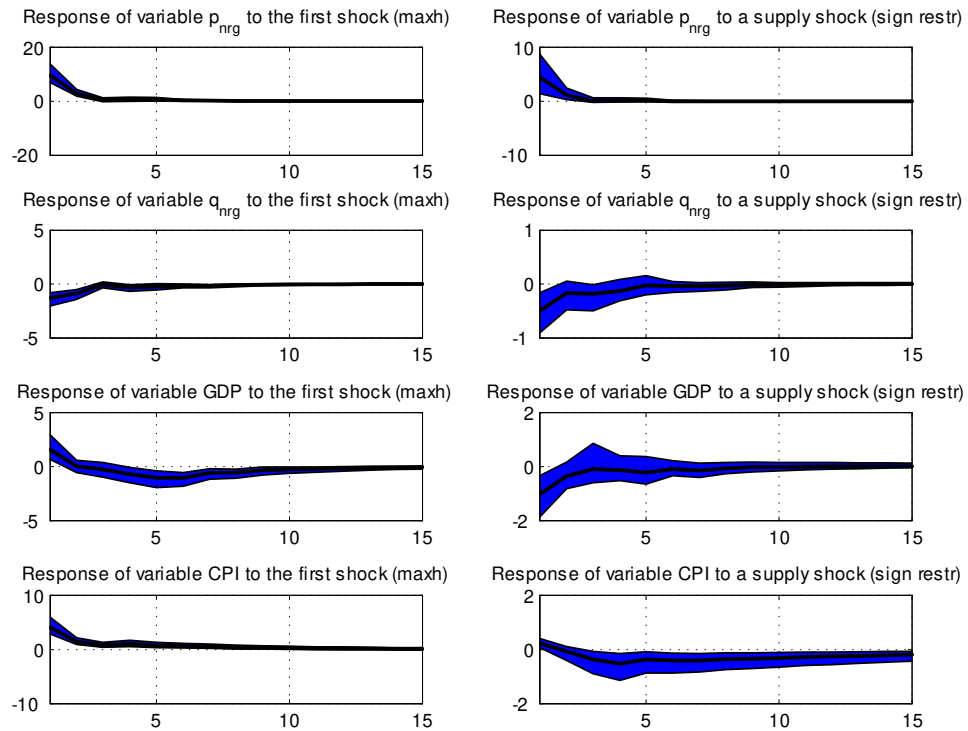 Response of variable p_nrg to the first shock (maxh)
20
0
-20
5 10 15
Response of variable p_nrg to a supply shock (sign restr)
10
0
-10
5 10 15
Response of variable q_nrg to the first shock (maxh)
5
0
-5
5 10 15
Response of variable q_nrg to a supply shock (sign restr)
1
0
-1
5 10 15
Response of variable GDP to the first shock (maxh)
5
0
-5
5 10 15
Response of variable GDP to a supply shock (sign restr)
2
0
-2
5 10 15
Response of variable CPI to the first shock (maxh)
10
0
-10
5 10 15
Response of variable CPI to a supply shock (sign restr)
2
0
-2
5 10 15